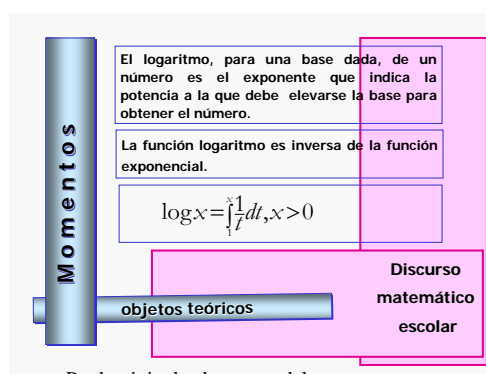 Momentos
El logaritmo, para una base dada, de un
número es el exponente que indica la
potencia a la que debe elevarse la base para
obtener el número.
La función logaritmo es inversa de la función
exponencial.
log x = ∫₁ˣ 1/t dt, x > 0
objetos teóricos
Discurso
matemático
escolar